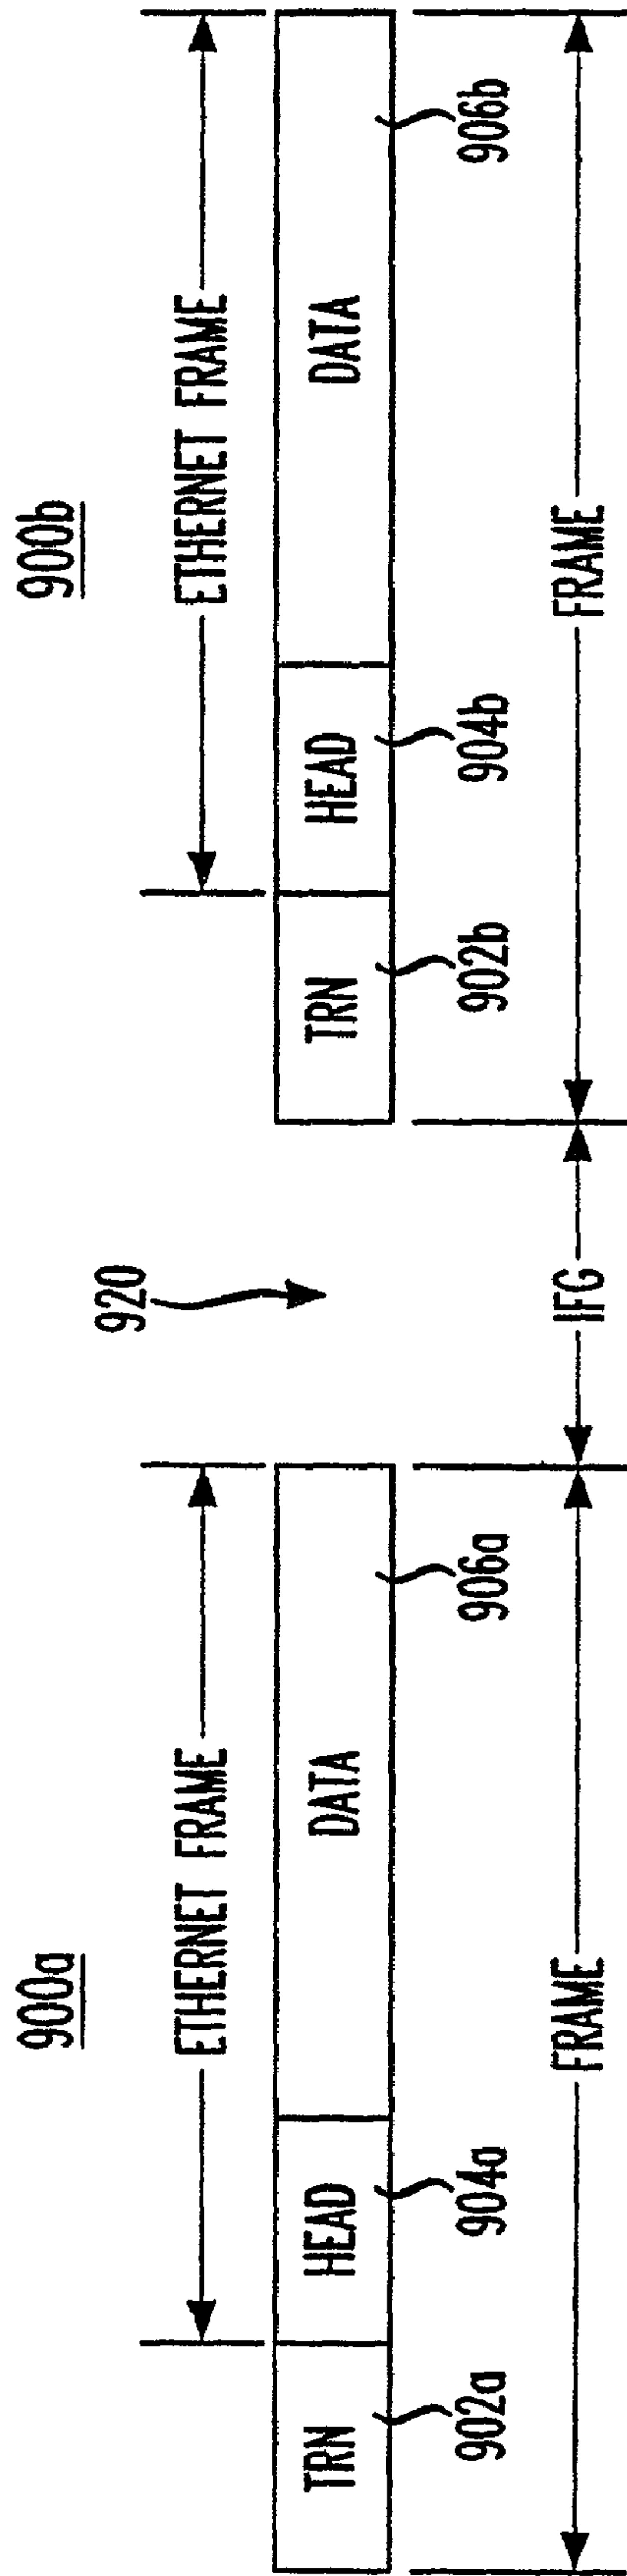 900a
900b
ETHERNET FRAME
920
ETHERNET FRAME
TRN
HEAD
DATA
TRN
HEAD
DATA
902a
904a
906a
902b
904b
906b
FRAME
IFG
FRAME